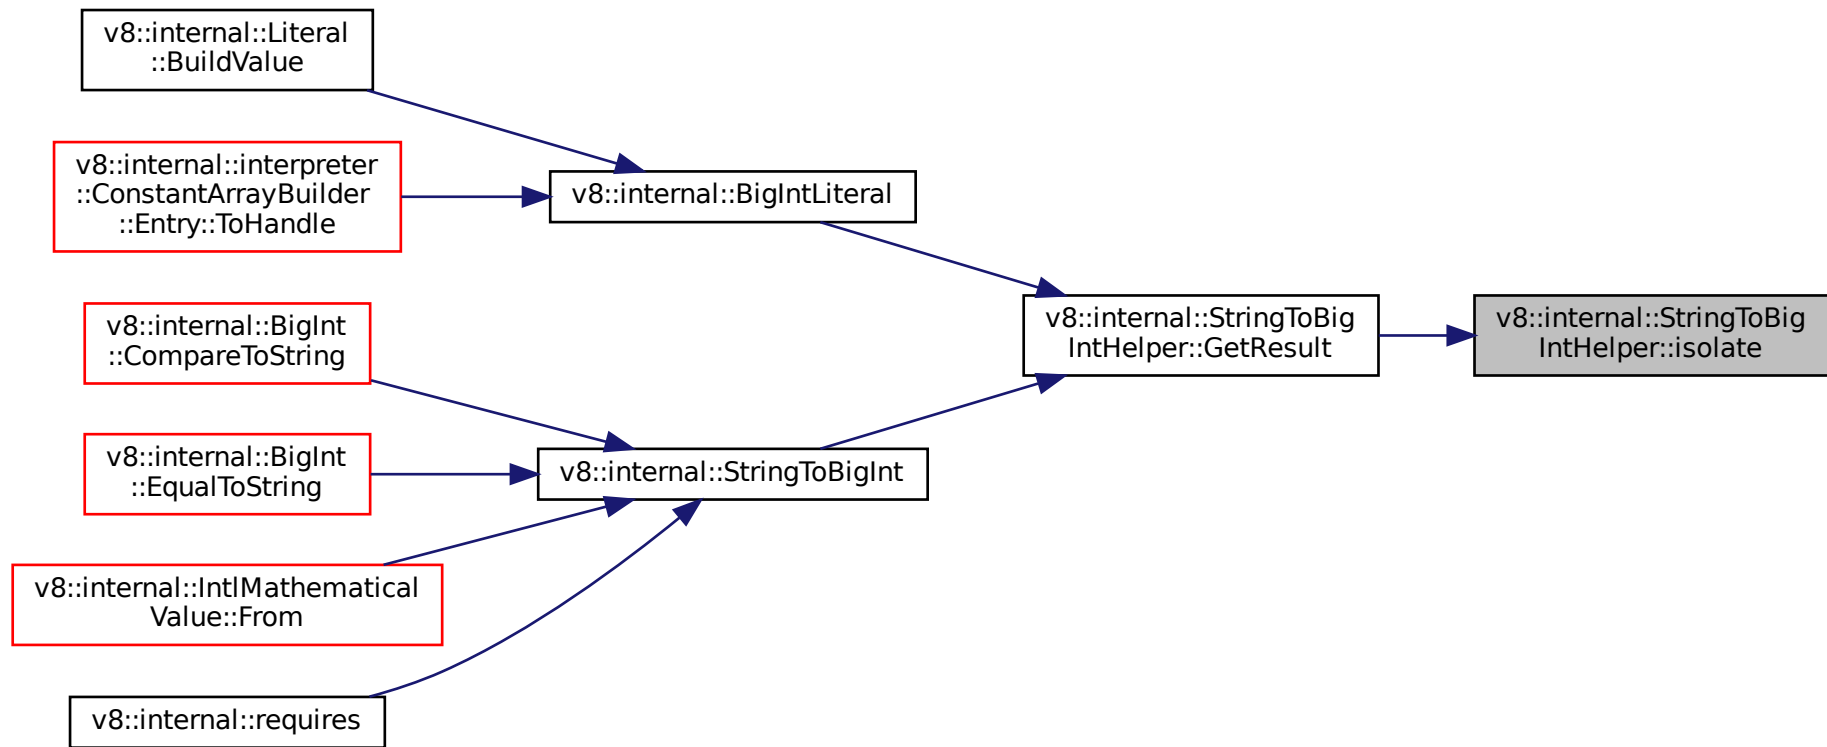 v8::internal::Literal
::BuildValue
v8::internal::interpreter
::ConstantArrayBuilder
::Entry::ToHandle
v8::internal::BigIntLiteral
v8::internal::BigInt
::CompareToString
v8::internal::StringToBig
IntHelper::GetResult
v8::internal::StringToBig
IntHelper::isolate
v8::internal::BigInt
::EqualToString
v8::internal::StringToBigInt
v8::internal::IntlMathematical
Value::From
v8::internal::requires